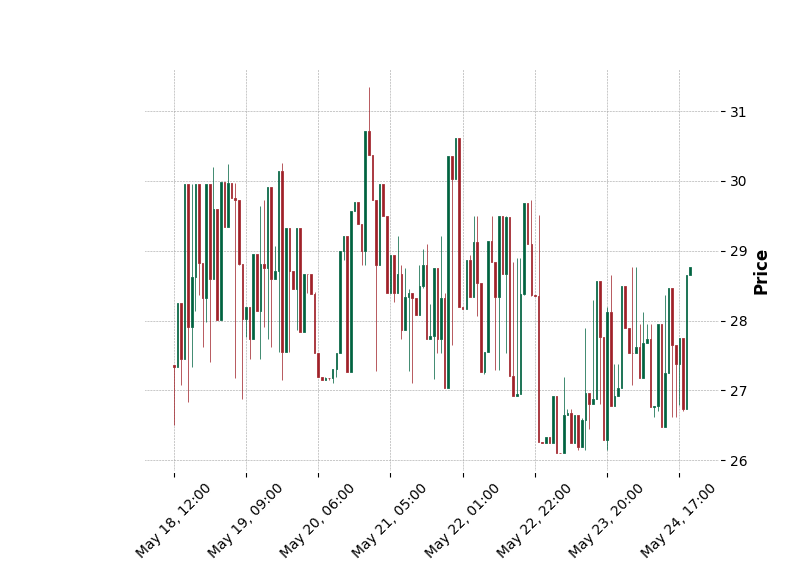 31
30
29
28
27
26
Price
May 18, 12:00
May 19, 09:00
May 20, 06:00
May 21, 05:00
May 22, 01:00
May 22, 22:00
May 23, 20:00
May 24, 17:00